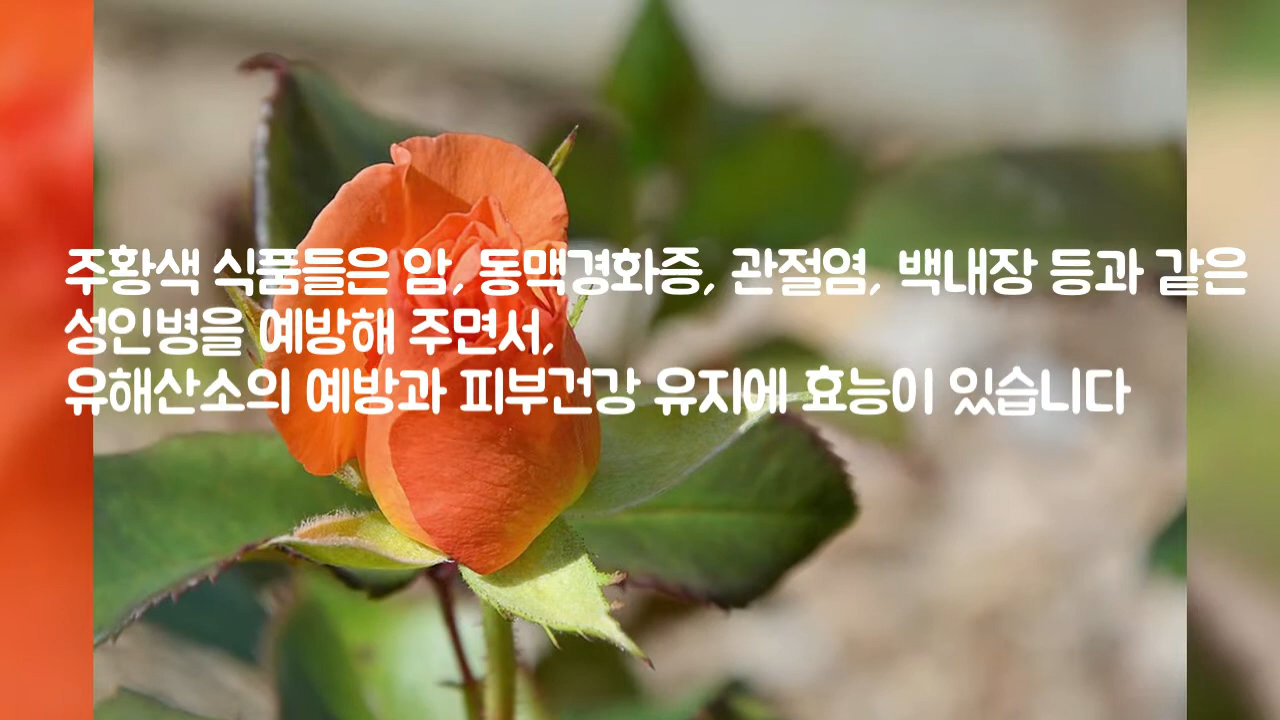 주황색 식품들은 암, 동맥경화증, 관절염, 백내장 등과 같은
성인병을 예방해 주면서,
유해산소의 예방과 피부건강 유지에 효능이 있습니다